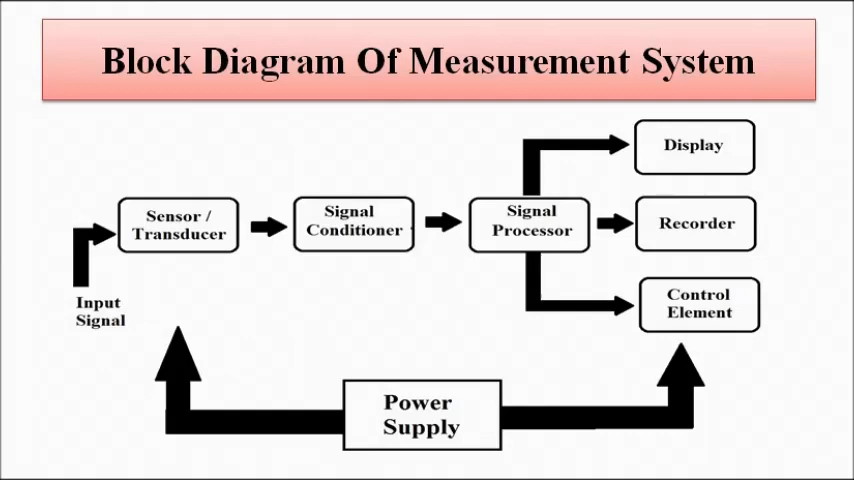 Block Diagram Of Measurement System
Display
Sensor /
Transducer
Signal
Conditioner
Signal
Processor
Recorder
Input
Signal
Control
Element
Power
Supply